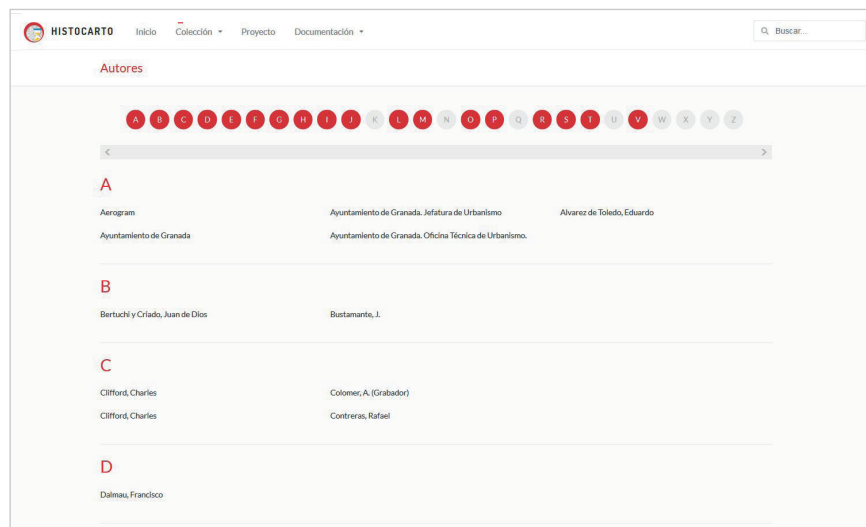 HISTOCARTO Inicio Colección Proyecto Documentación Buscar...
Autores
A B C D E F G H I J K L M N O P Q R S T U V W X Y Z
A
Aerogram Ayuntamiento de Granada. Jefatura de Urbanismo Alvarez de Toledo, Eduardo
Ayuntamiento de Granada Ayuntamiento de Granada. Oficina Técnica de Urbanismo.
B
Bertuchi y Criado, Juan de Dios Bustamante, J.
C
Clifford, Charles Colomer, A. (Grabador)
Clifford, Charles Contreras, Rafael
D
Dalmau, Francisco